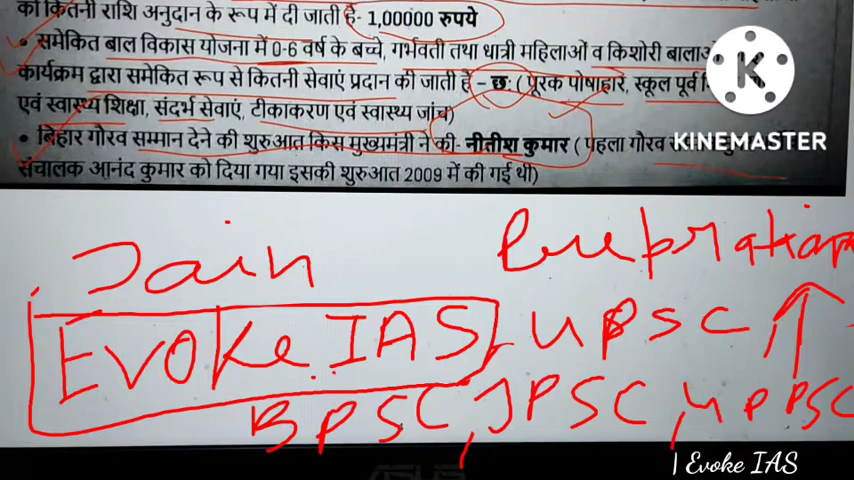 को कितनी राशि अनुदान के रूप में दी जाती है- 1,00000 रुपये
• समेकित बाल विकास योजना में 0-6 वर्ष के बच्चे, गर्भवती तथा धात्री महिलाओं व किशोरी बालाओं
कार्यक्रम द्वारा समेकित रूप से कितनी सेवाएं प्रदान की जाती हैं – छः ( पूरक पोषाहार, स्कूल पूर्व
एवं स्वास्थ्य शिक्षा, संदर्भ सेवाएं, टीकाकरण एवं स्वास्थ्य जांच)
• बिहार गौरव सम्मान देने की शुरुआत किस मुख्यमंत्री ने की- नीतीश कुमार ( पहला गौरव
संचालक आनंद कुमार को दिया गया इसकी शुरुआत 2009 में की गई थी)
KINEMASTER
Join
Evoke IAS UPSC
BPSC, JPSC, UPPSC
Evoke IAS